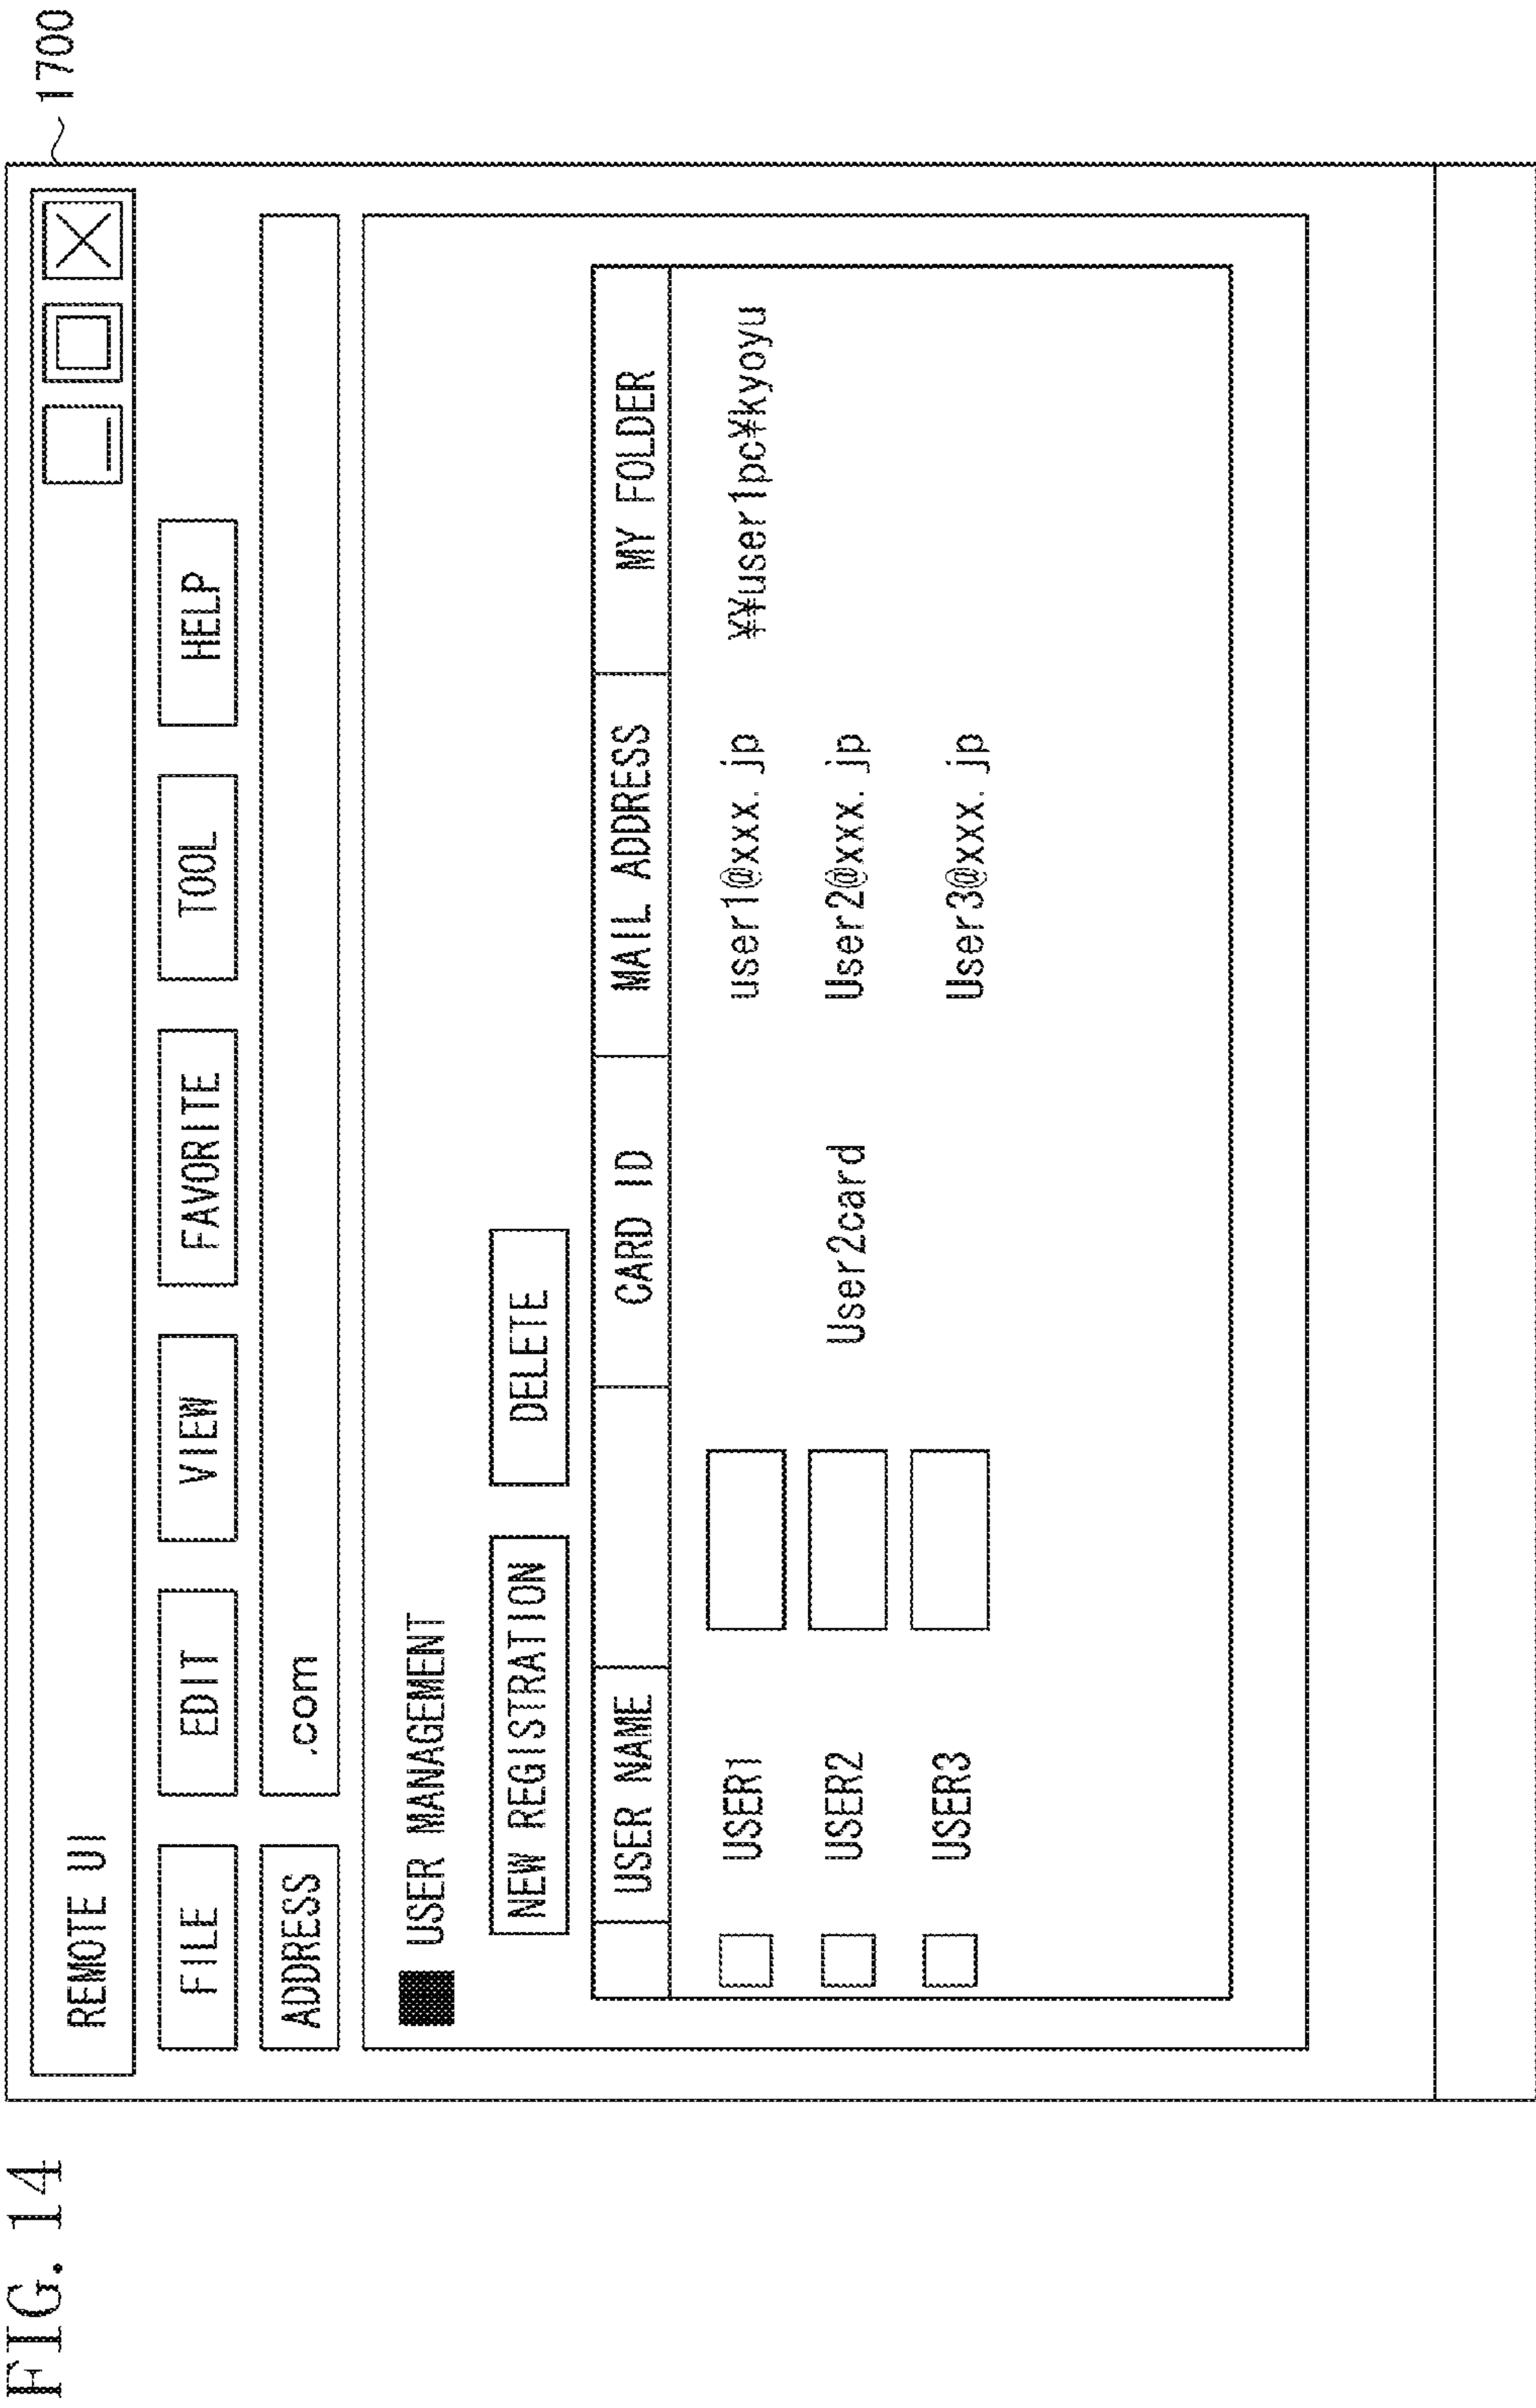 FIG. 14
1700
REMOTE UI
FILE EDIT VIEW FAVORITE TOOL HELP
ADDRESS .com
USER MANAGEMENT
NEW REGISTRATION DELETE
USER NAME CARD ID MAIL ADDRESS MY FOLDER
USER1 user1@xxx.jp ¥¥user1pc¥kyoyu
USER2 User2card User2@xxx.jp
USER3 User3@xxx.jp